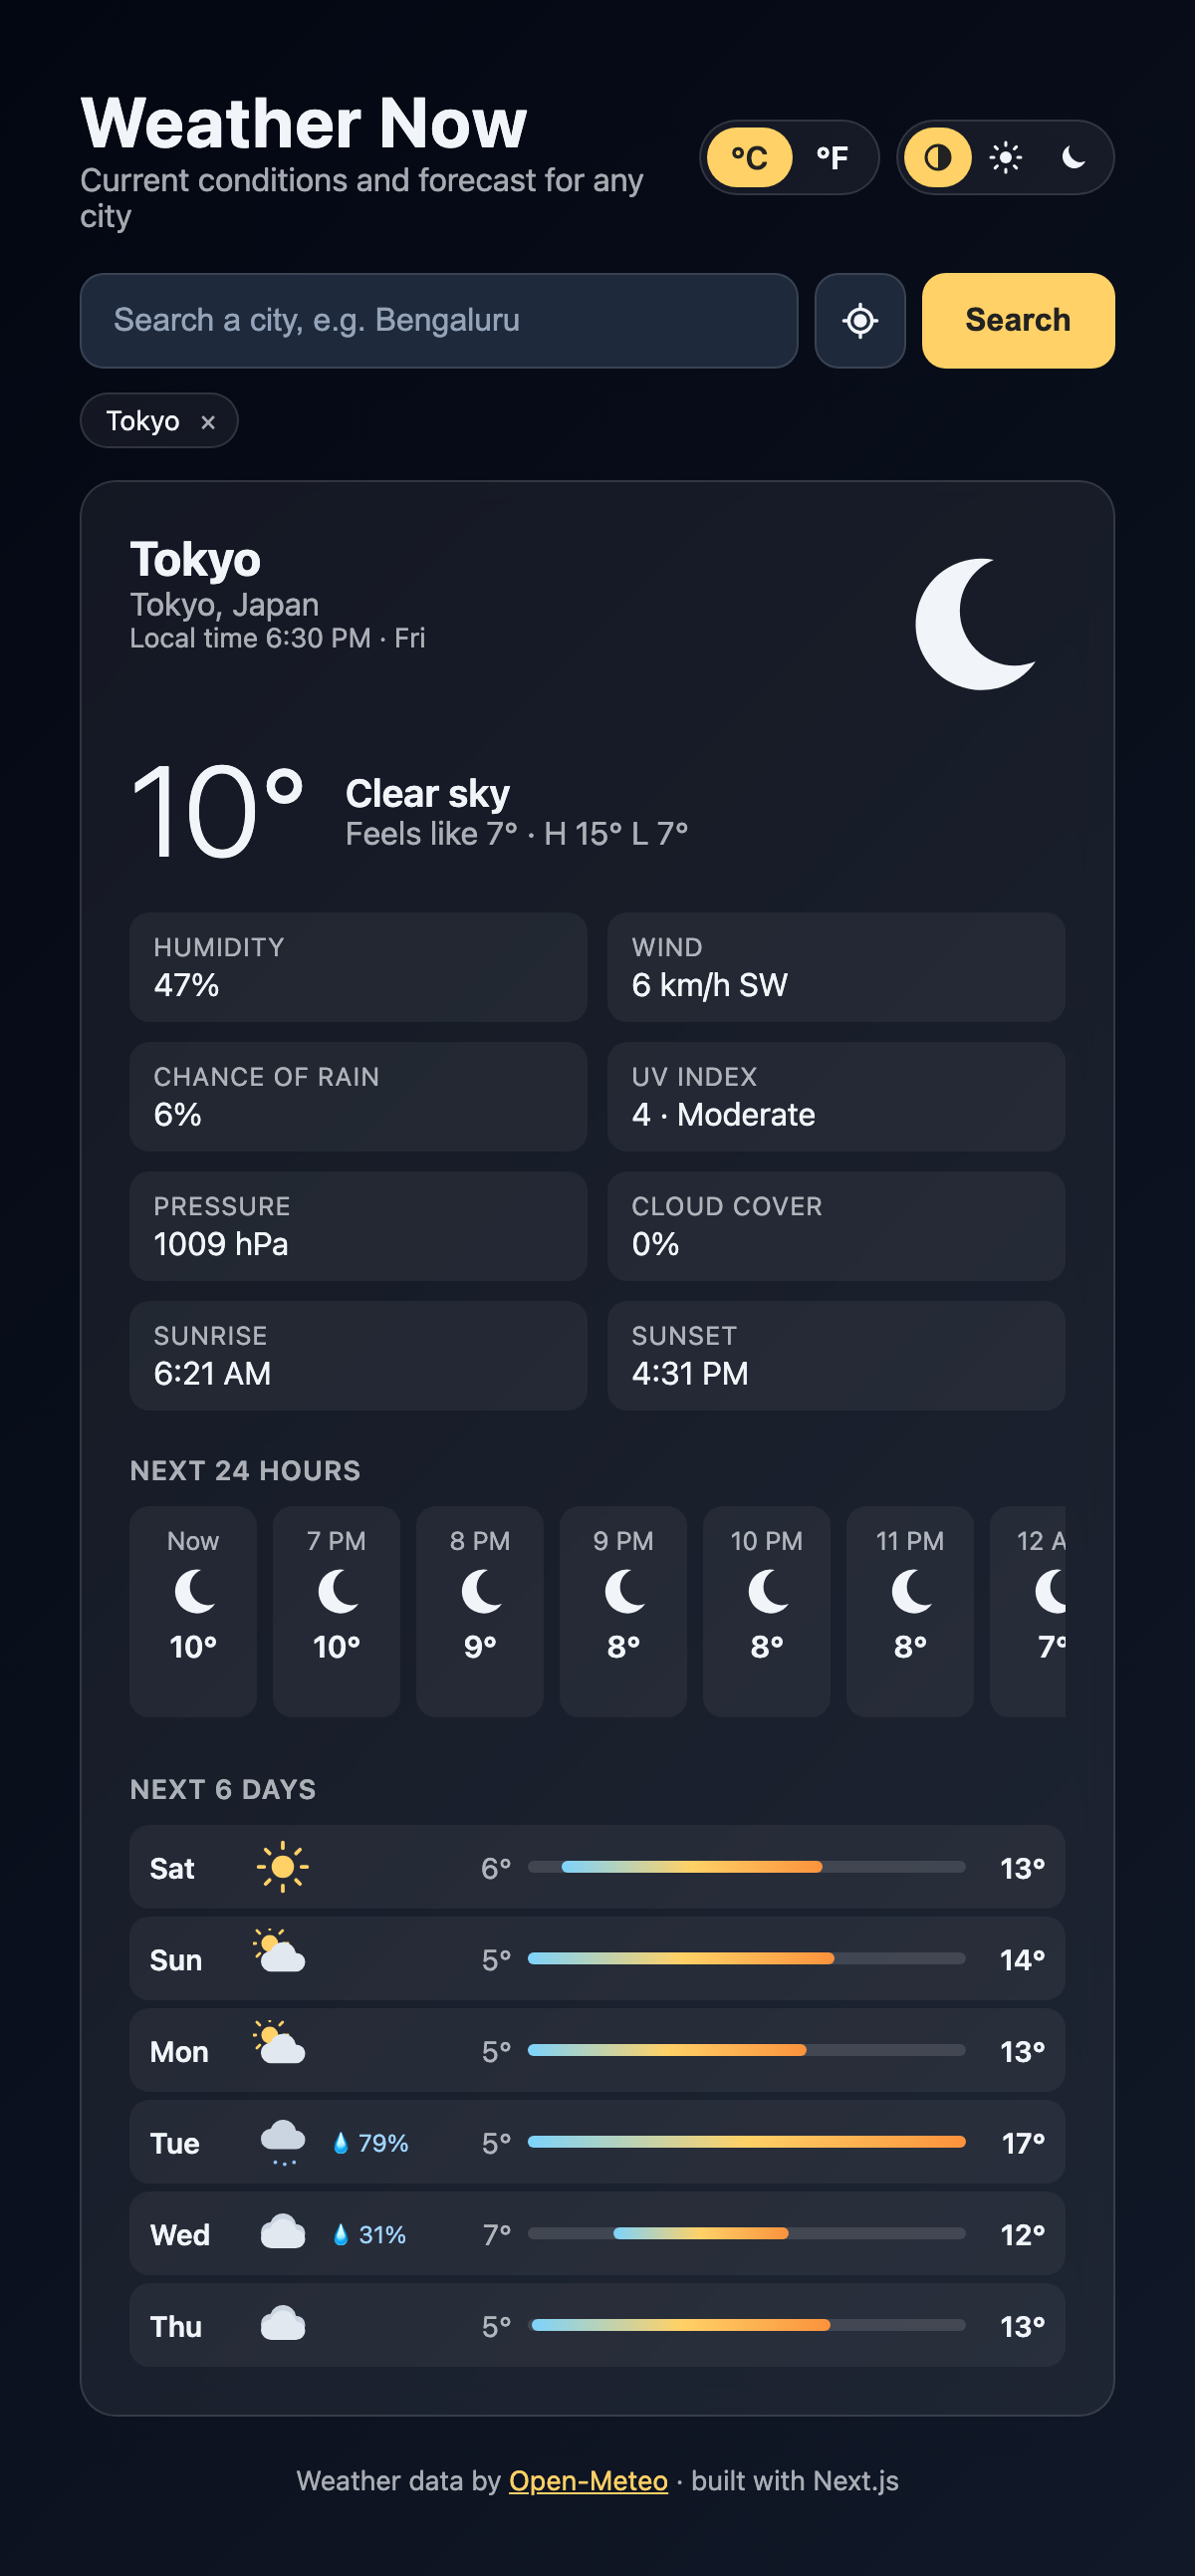 Weather Now
Current conditions and forecast for any
city
°C °F
Search a city, e.g. Bengaluru
Search
Tokyo ×
Tokyo
Tokyo, Japan
Local time 6:30 PM · Fri
10°
Clear sky
Feels like 7° · H 15° L 7°
HUMIDITY
47%
WIND
6 km/h SW
CHANCE OF RAIN
6%
UV INDEX
4 · Moderate
PRESSURE
1009 hPa
CLOUD COVER
0%
SUNRISE
6:21 AM
SUNSET
4:31 PM
NEXT 24 HOURS
Now 7 PM 8 PM 9 PM 10 PM 11 PM 12 A
10° 10° 9° 8° 8° 8° 7°
NEXT 6 DAYS
Sat 6° 13°
Sun 5° 14°
Mon 5° 13°
Tue 79% 5° 17°
Wed 31% 7° 12°
Thu 5° 13°
Weather data by Open-Meteo · built with Next.js